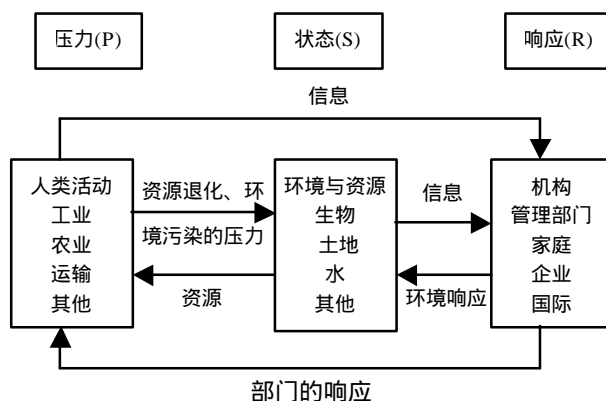 压力(P)
状态(S)
响应(R)
信息
人类活动
工业
农业
运输
其他
资源退化、环
境污染的压力
资源
环境与资源
生物
土地
水
其他
信息
环境响应
机构
管理部门
家庭
企业
国际
部门的响应